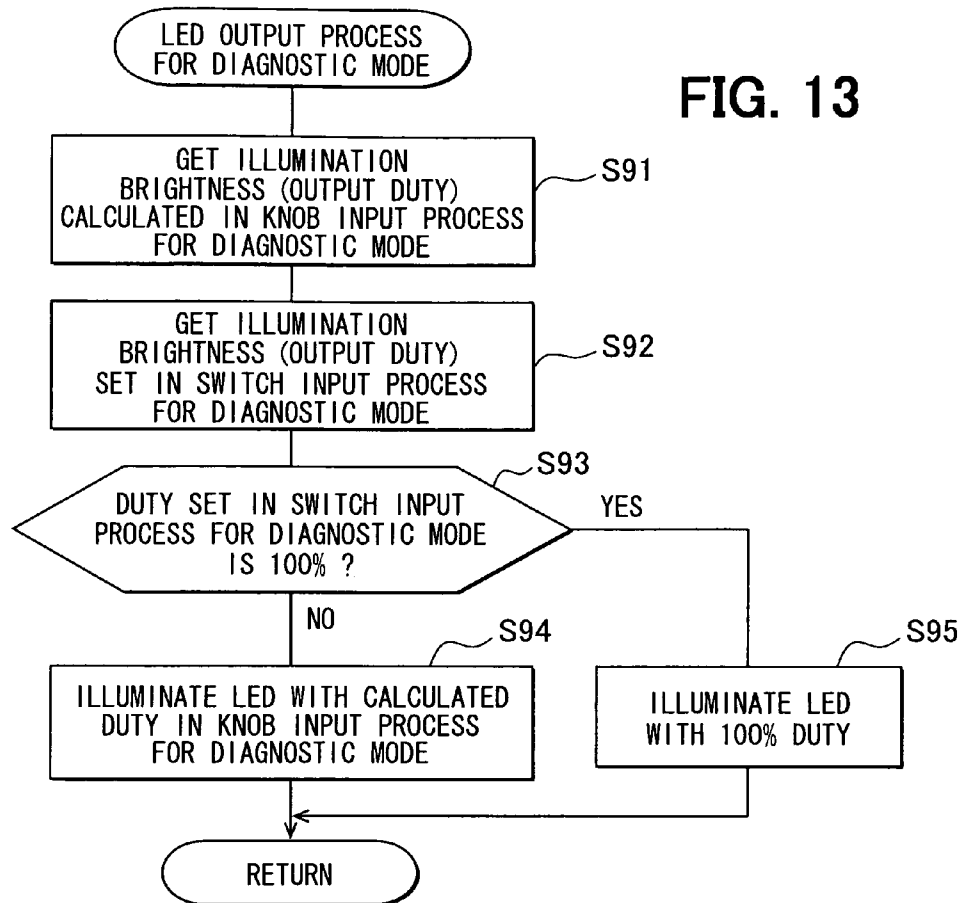 LED OUTPUT PROCESS
FOR DIAGNOSTIC MODE
FIG. 13
GET ILLUMINATION
BRIGHTNESS (OUTPUT DUTY)
CALCULATED IN KNOB INPUT PROCESS
FOR DIAGNOSTIC MODE
S91
GET ILLUMINATION
BRIGHTNESS (OUTPUT DUTY)
SET IN SWITCH INPUT PROCESS
FOR DIAGNOSTIC MODE
S92
S93
DUTY SET IN SWITCH INPUT
PROCESS FOR DIAGNOSTIC MODE
IS 100% ?
YES
NO
S94
ILLUMINATE LED WITH CALCULATED
DUTY IN KNOB INPUT PROCESS
FOR DIAGNOSTIC MODE
S95
ILLUMINATE LED
WITH 100% DUTY
RETURN